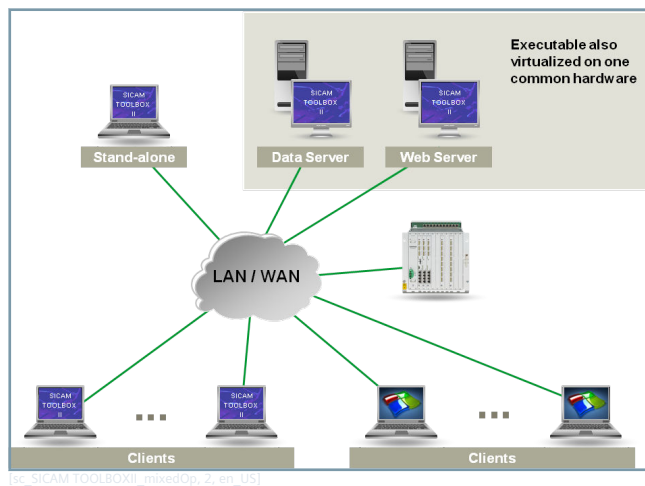 Executable also
virtualized on one
common hardware
SICAM
TOOLBOX
II
SICAM
TOOLBOX
II
SICAM
TOOLBOX
II
Stand-alone
Data Server
Web Server
LAN / WAN
SICAM
TOOLBOX
II
SICAM
TOOLBOX
II
Clients
Clients
[sc_SICAM TOOLBOXII_mixedOp, 2, en_US]